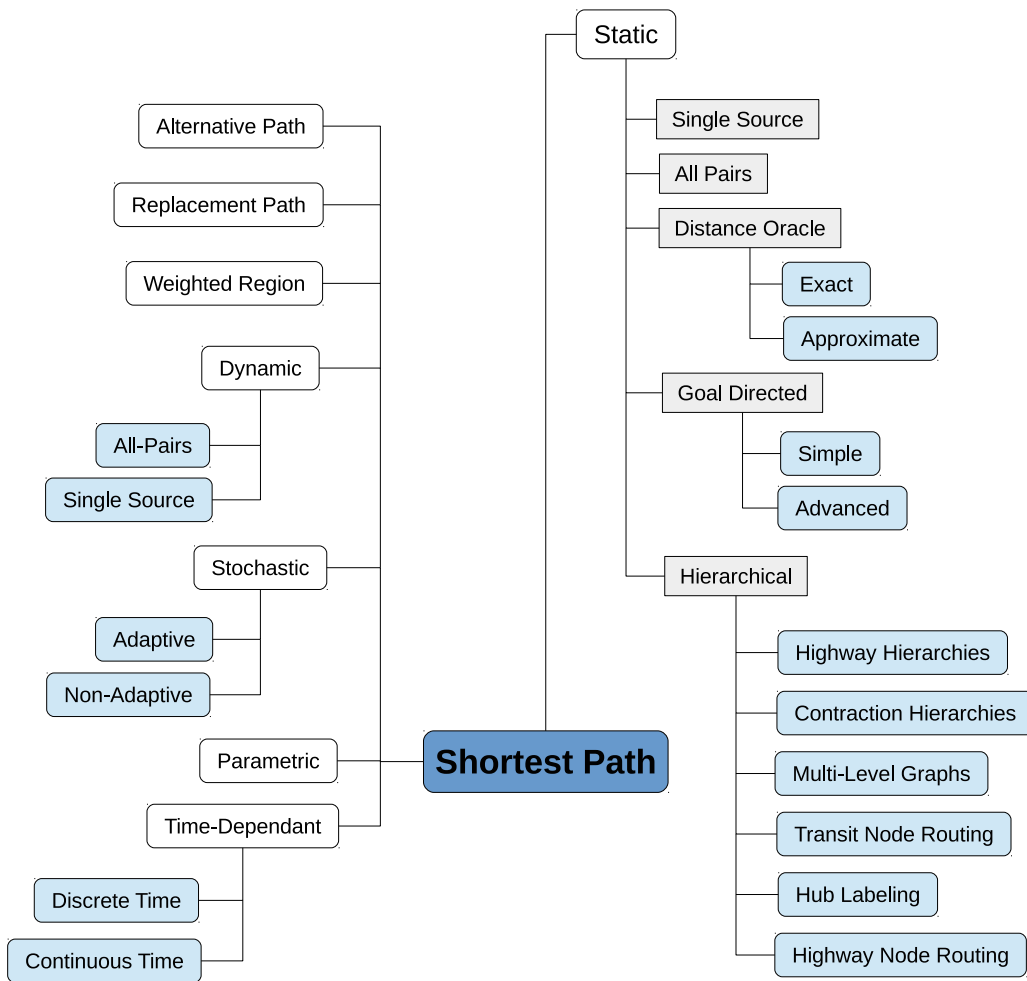 Static
Alternative Path
Replacement Path
Weighted Region
Dynamic
All-Pairs
Single Source
Stochastic
Adaptive
Non-Adaptive
Parametric
Time-Dependant
Discrete Time
Continuous Time
Shortest Path
Single Source
All Pairs
Distance Oracle
Exact
Approximate
Goal Directed
Simple
Advanced
Hierarchical
Highway Hierarchies
Contraction Hierarchies
Multi-Level Graphs
Transit Node Routing
Hub Labeling
Highway Node Routing